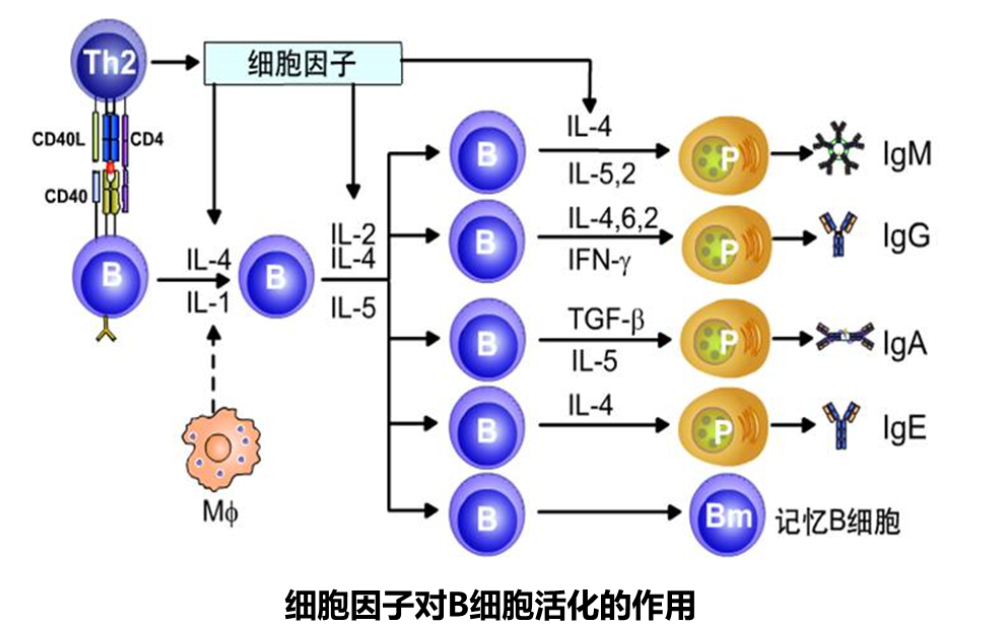 Th2
细胞因子
CD40L
CD4
CD40
B
IL-4
IL-1
B
IL-2
IL-4
IL-5
Mϕ
B
IL-4
IL-5,2
P
IgM
B
IL-4,6,2
IFN-γ
P
IgG
B
TGF-β
IL-5
P
IgA
B
IL-4
P
IgE
B
Bm
记忆B细胞
细胞因子对B细胞活化的作用